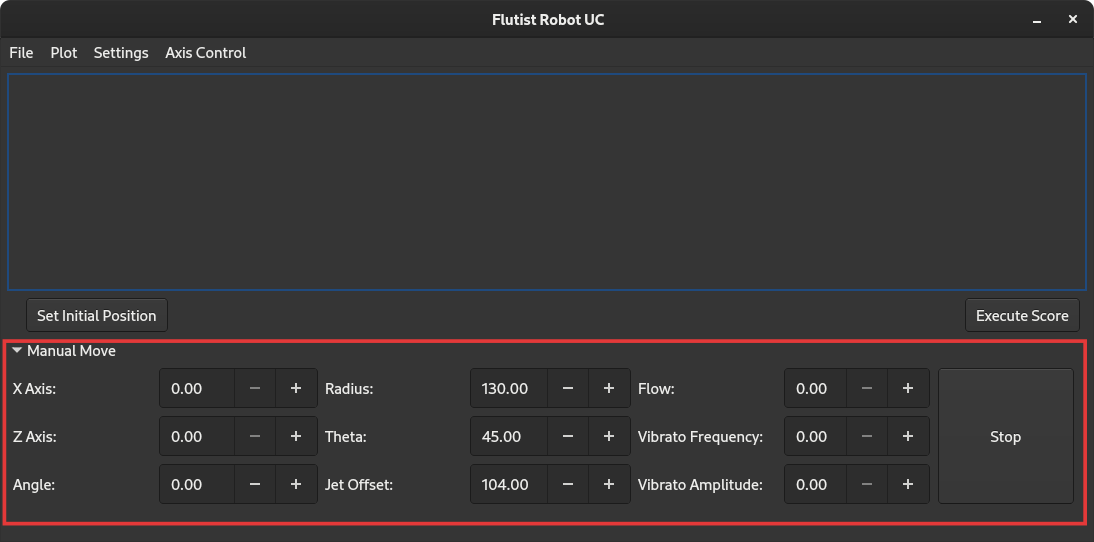 Flutist Robot UC
File Plot Settings Axis Control
Set Initial Position Execute Score
Manual Move
X Axis: 0.00 − + Radius: 130.00 − + Flow: 0.00 − +
Z Axis: 0.00 − + Theta: 45.00 − + Vibrato Frequency: 0.00 − + Stop
Angle: 0.00 − + Jet Offset: 104.00 − + Vibrato Amplitude: 0.00 − +